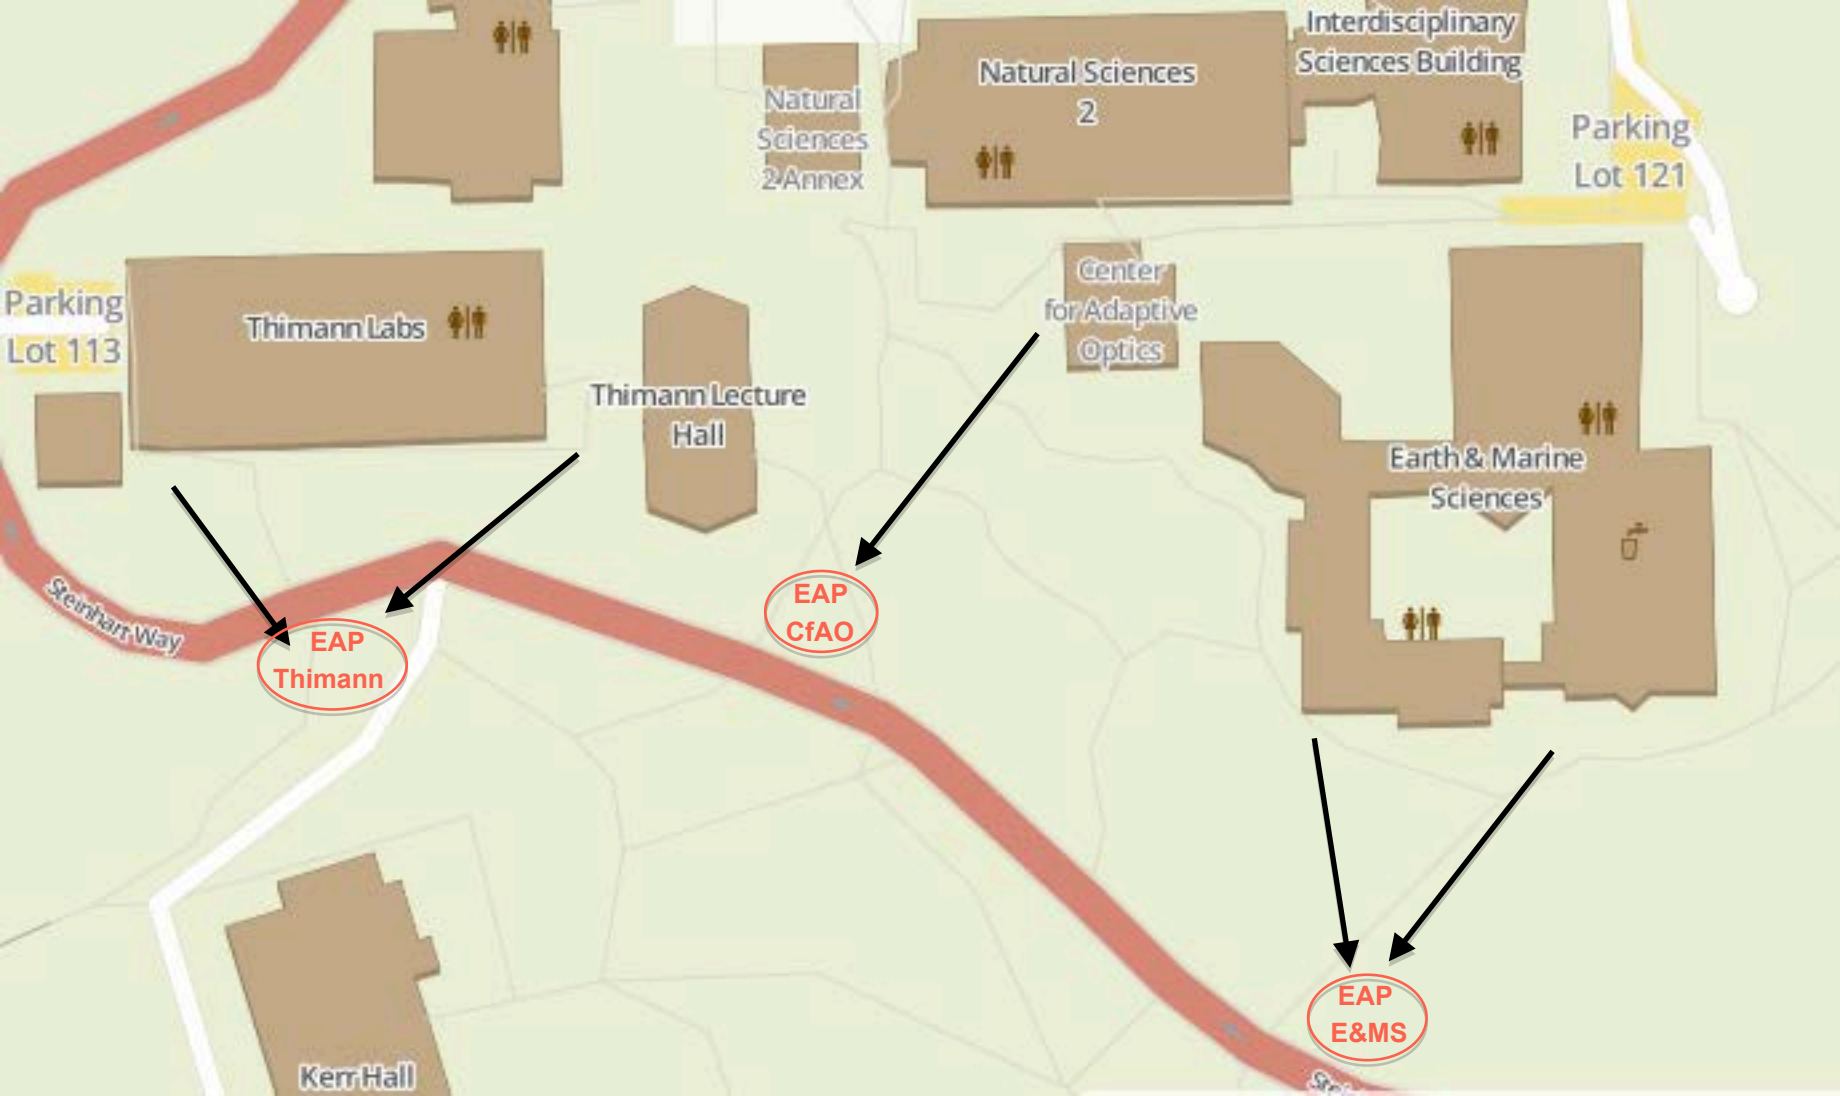 Interdisciplinary
Sciences Building
Natural Sciences
2
Natural
Sciences
2 Annex
Parking
Lot 121
Center
for Adaptive
Optics
Parking
Lot 113
Thimann Labs
Thimann Lecture
Hall
Earth & Marine
Sciences
Steinhart Way
EAP
CfAO
EAP
Thimann
EAP
E&MS
Kerr Hall